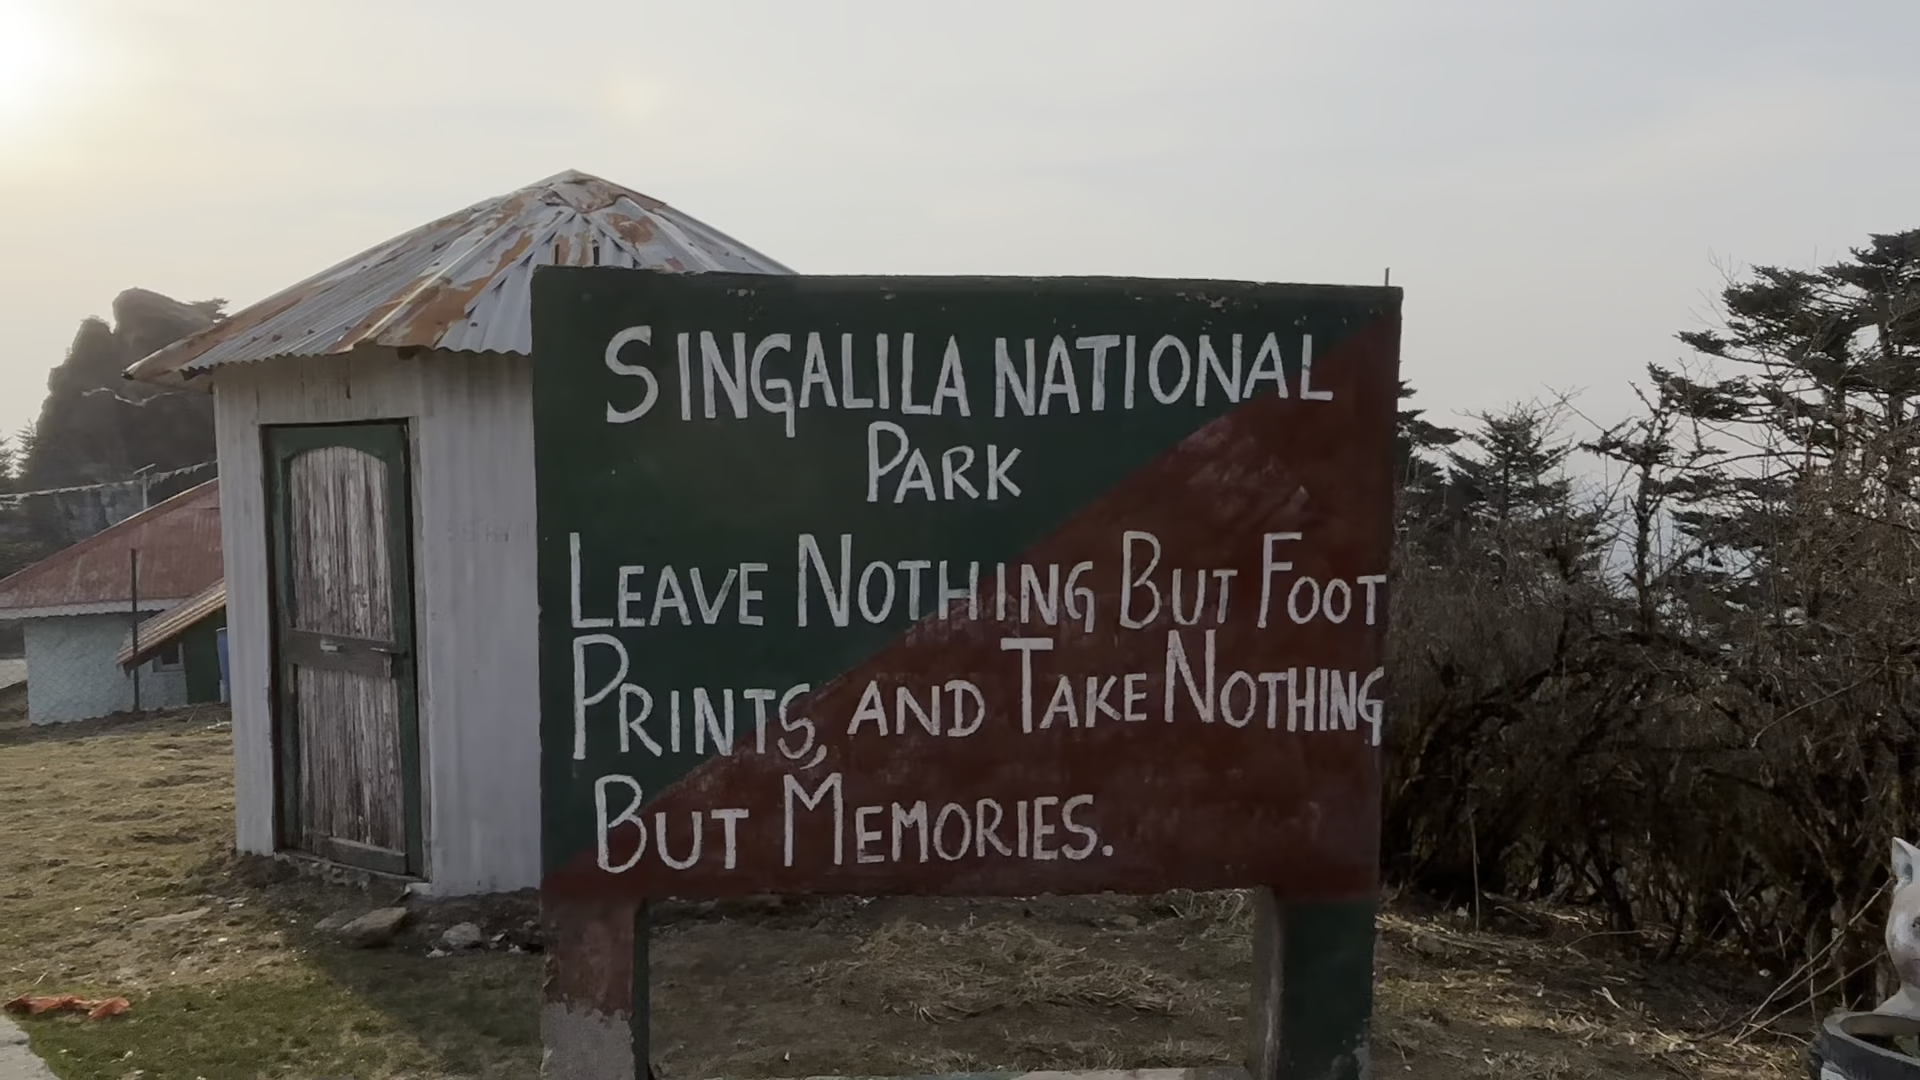 SINGALILA NATIONAL
PARK
LEAVE NOTHING BUT FOOT
PRINTS, AND TAKE NOTHING
BUT MEMORIES.